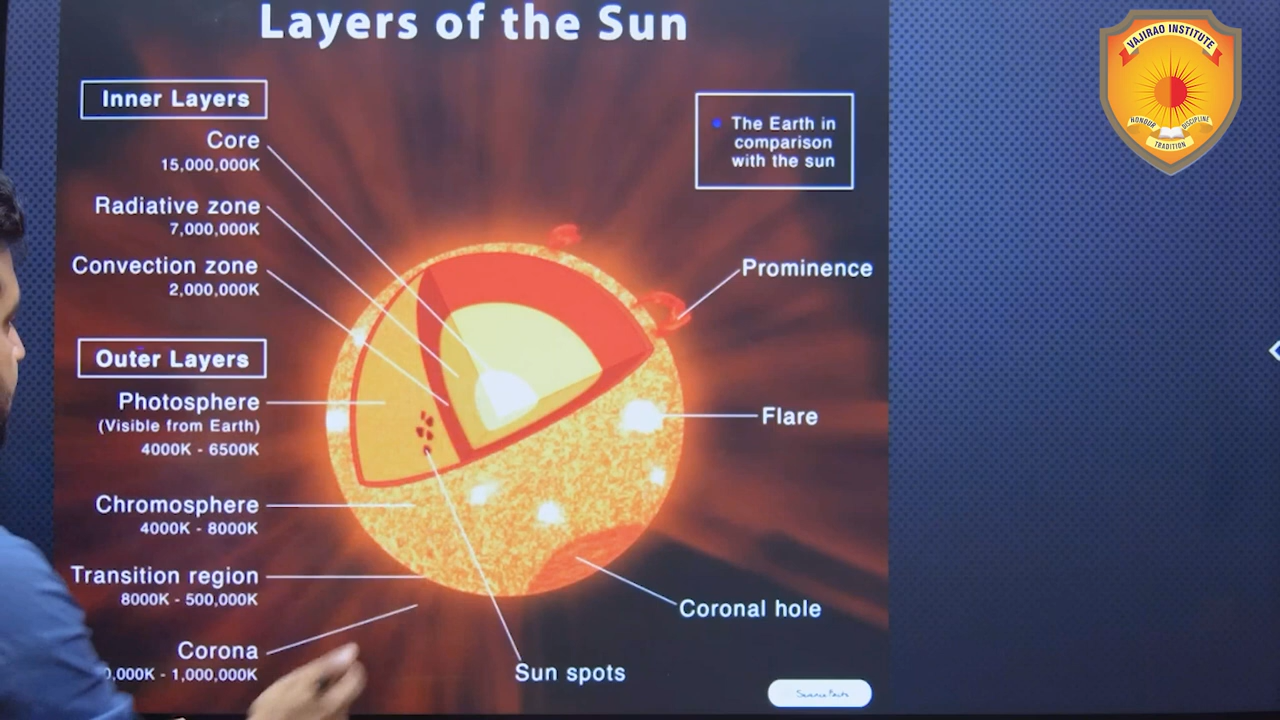 Layers of the Sun
Inner Layers
Core
15,000,000K
Radiative zone
7,000,000K
Convection zone
2,000,000K
Outer Layers
Photosphere
(Visible from Earth)
4000K - 6500K
Chromosphere
4000K - 8000K
Transition region
8000K - 500,000K
Corona
0,000K - 1,000,000K
The Earth in
comparison
with the sun
Prominence
Flare
Coronal hole
Sun spots
VAJIRAO INSTITUTE
HONOUR
DISCIPLINE
TRADITION